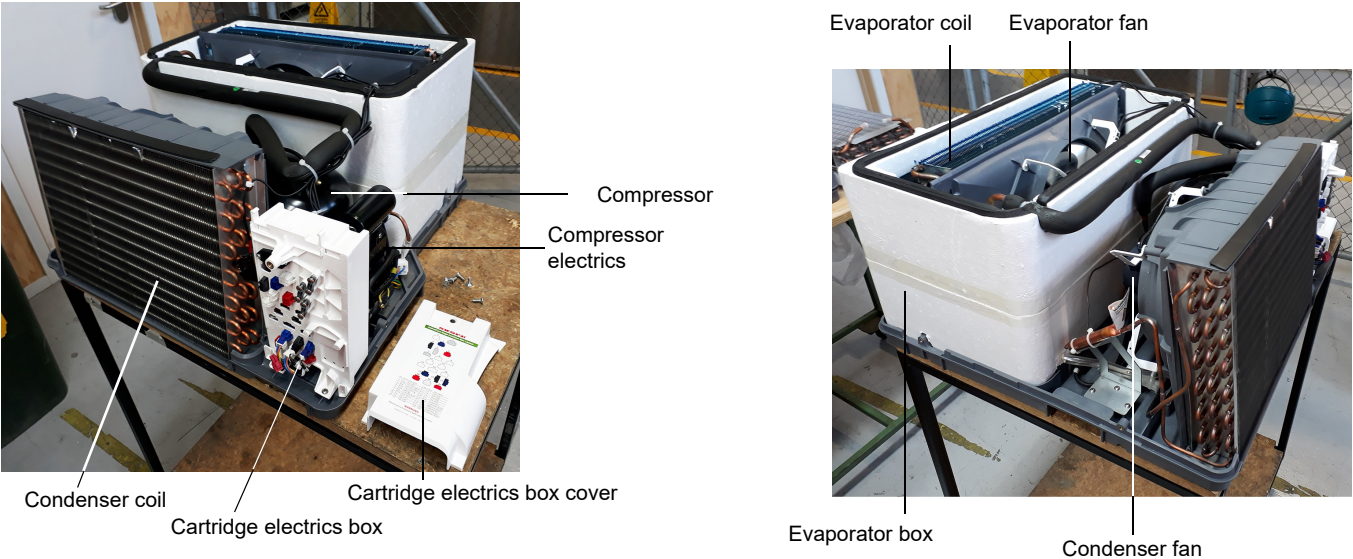 Evaporator coil
Evaporator fan
Compressor
Compressor
electrics
Condenser coil
Cartridge electrics box
Cartridge electrics box cover
Evaporator box
Condenser fan